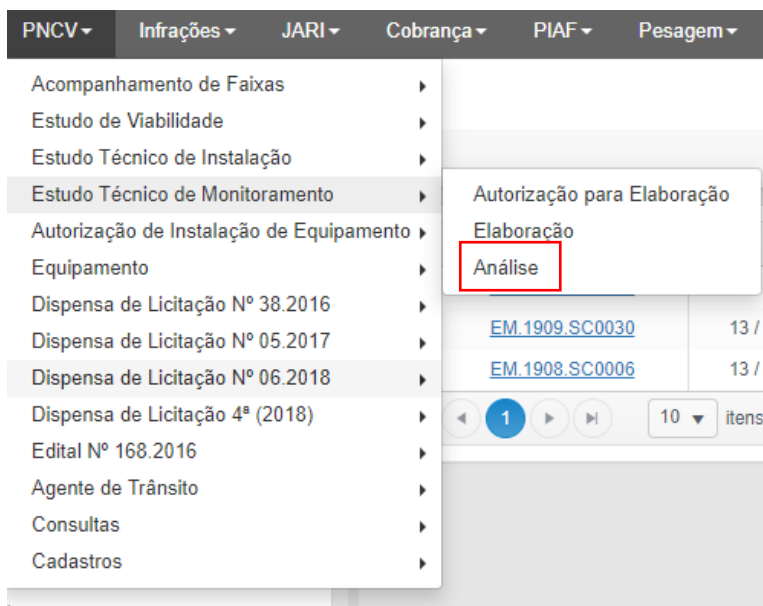 PNCV Infrações JARI Cobrança PIAF Pesagem
Acompanhamento de Faixas
Estudo de Viabilidade
Estudo Técnico de Instalação
Estudo Técnico de Monitoramento
Autorização para Elaboração
Autorização de Instalação de Equipamento
Elaboração
Equipamento
Análise
Dispensa de Licitação Nº 38.2016
Dispensa de Licitação Nº 05.2017
EM.1909.SC0030 13 /
Dispensa de Licitação Nº 06.2018
EM.1908.SC0006 13 /
Dispensa de Licitação 4ª (2018)
1 10 itens
Edital Nº 168.2016
Agente de Trânsito
Consultas
Cadastros